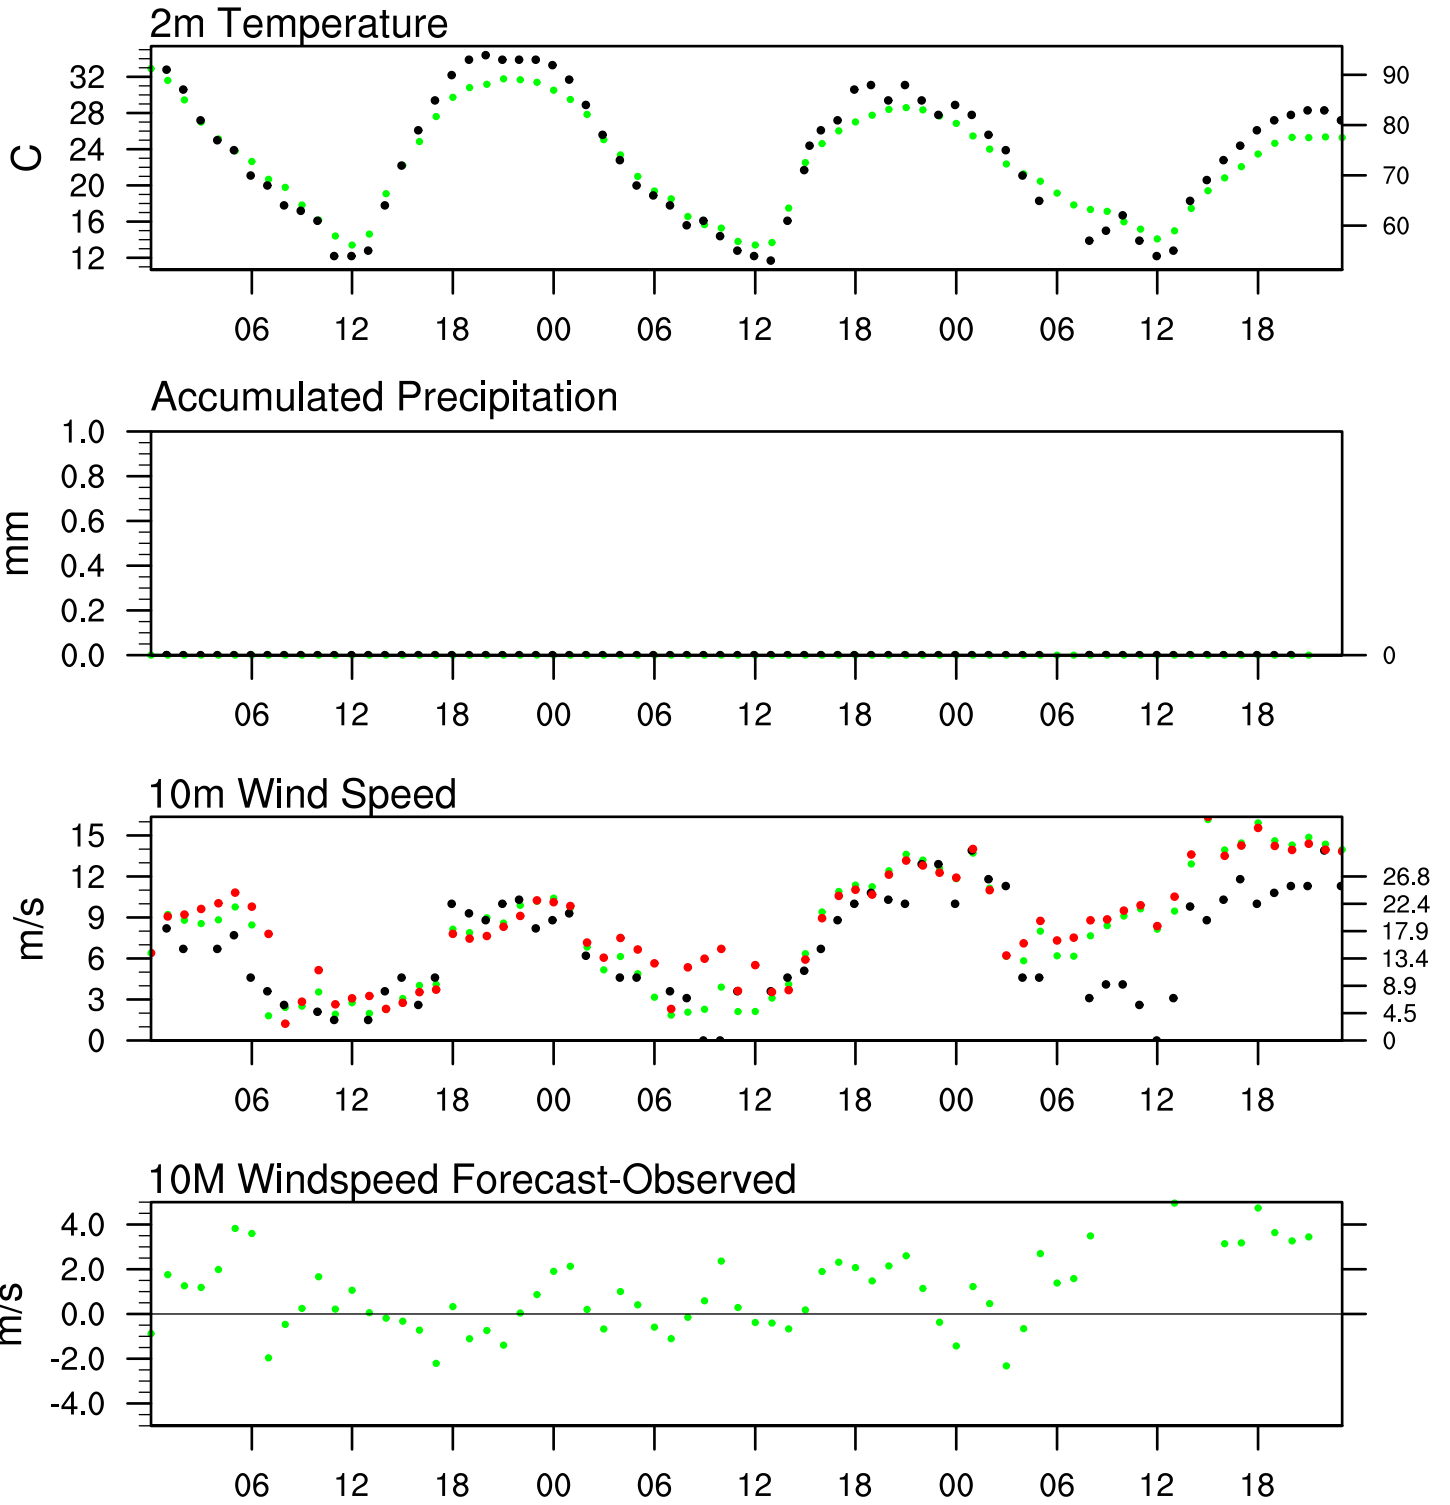 2m Temperature
C
32
28
24
20
16
12
90
80
70
60
06 12 18 00 06 12 18 00 06 12 18
Accumulated Precipitation
mm
1.0
0.8
0.6
0.4
0.2
0.0
0
06 12 18 00 06 12 18 00 06 12 18
10m Wind Speed
m/s
15
12
9
6
3
0
26.8
22.4
17.9
13.4
8.9
4.5
0
06 12 18 00 06 12 18 00 06 12 18
10M Windspeed Forecast-Observed
m/s
4.0
2.0
0.0
-2.0
-4.0
06 12 18 00 06 12 18 00 06 12 18